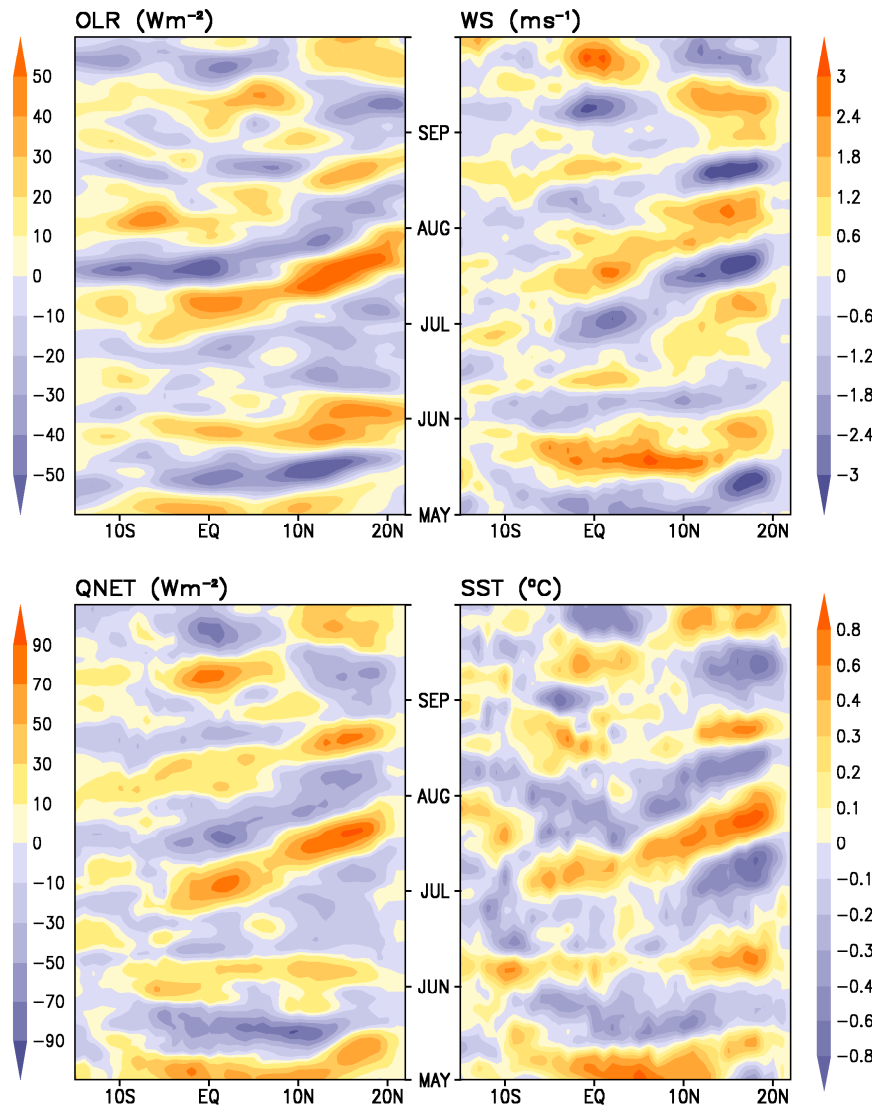 OLR (Wm⁻²)
WS (ms⁻¹)
50
40
30
20
10
0
−10
−20
−30
−40
−50
SEP
AUG
JUL
JUN
MAY
3
2.4
1.8
1.2
0.6
0
−0.6
−1.2
−1.8
−2.4
−3
10S EQ 10N 20N
10S EQ 10N 20N
QNET (Wm⁻²)
SST (°C)
90
70
50
30
10
0
−10
−30
−50
−70
−90
SEP
AUG
JUL
JUN
MAY
0.8
0.6
0.4
0.3
0.2
0.1
0
−0.1
−0.2
−0.3
−0.4
−0.6
−0.8
10S EQ 10N 20N
10S EQ 10N 20N